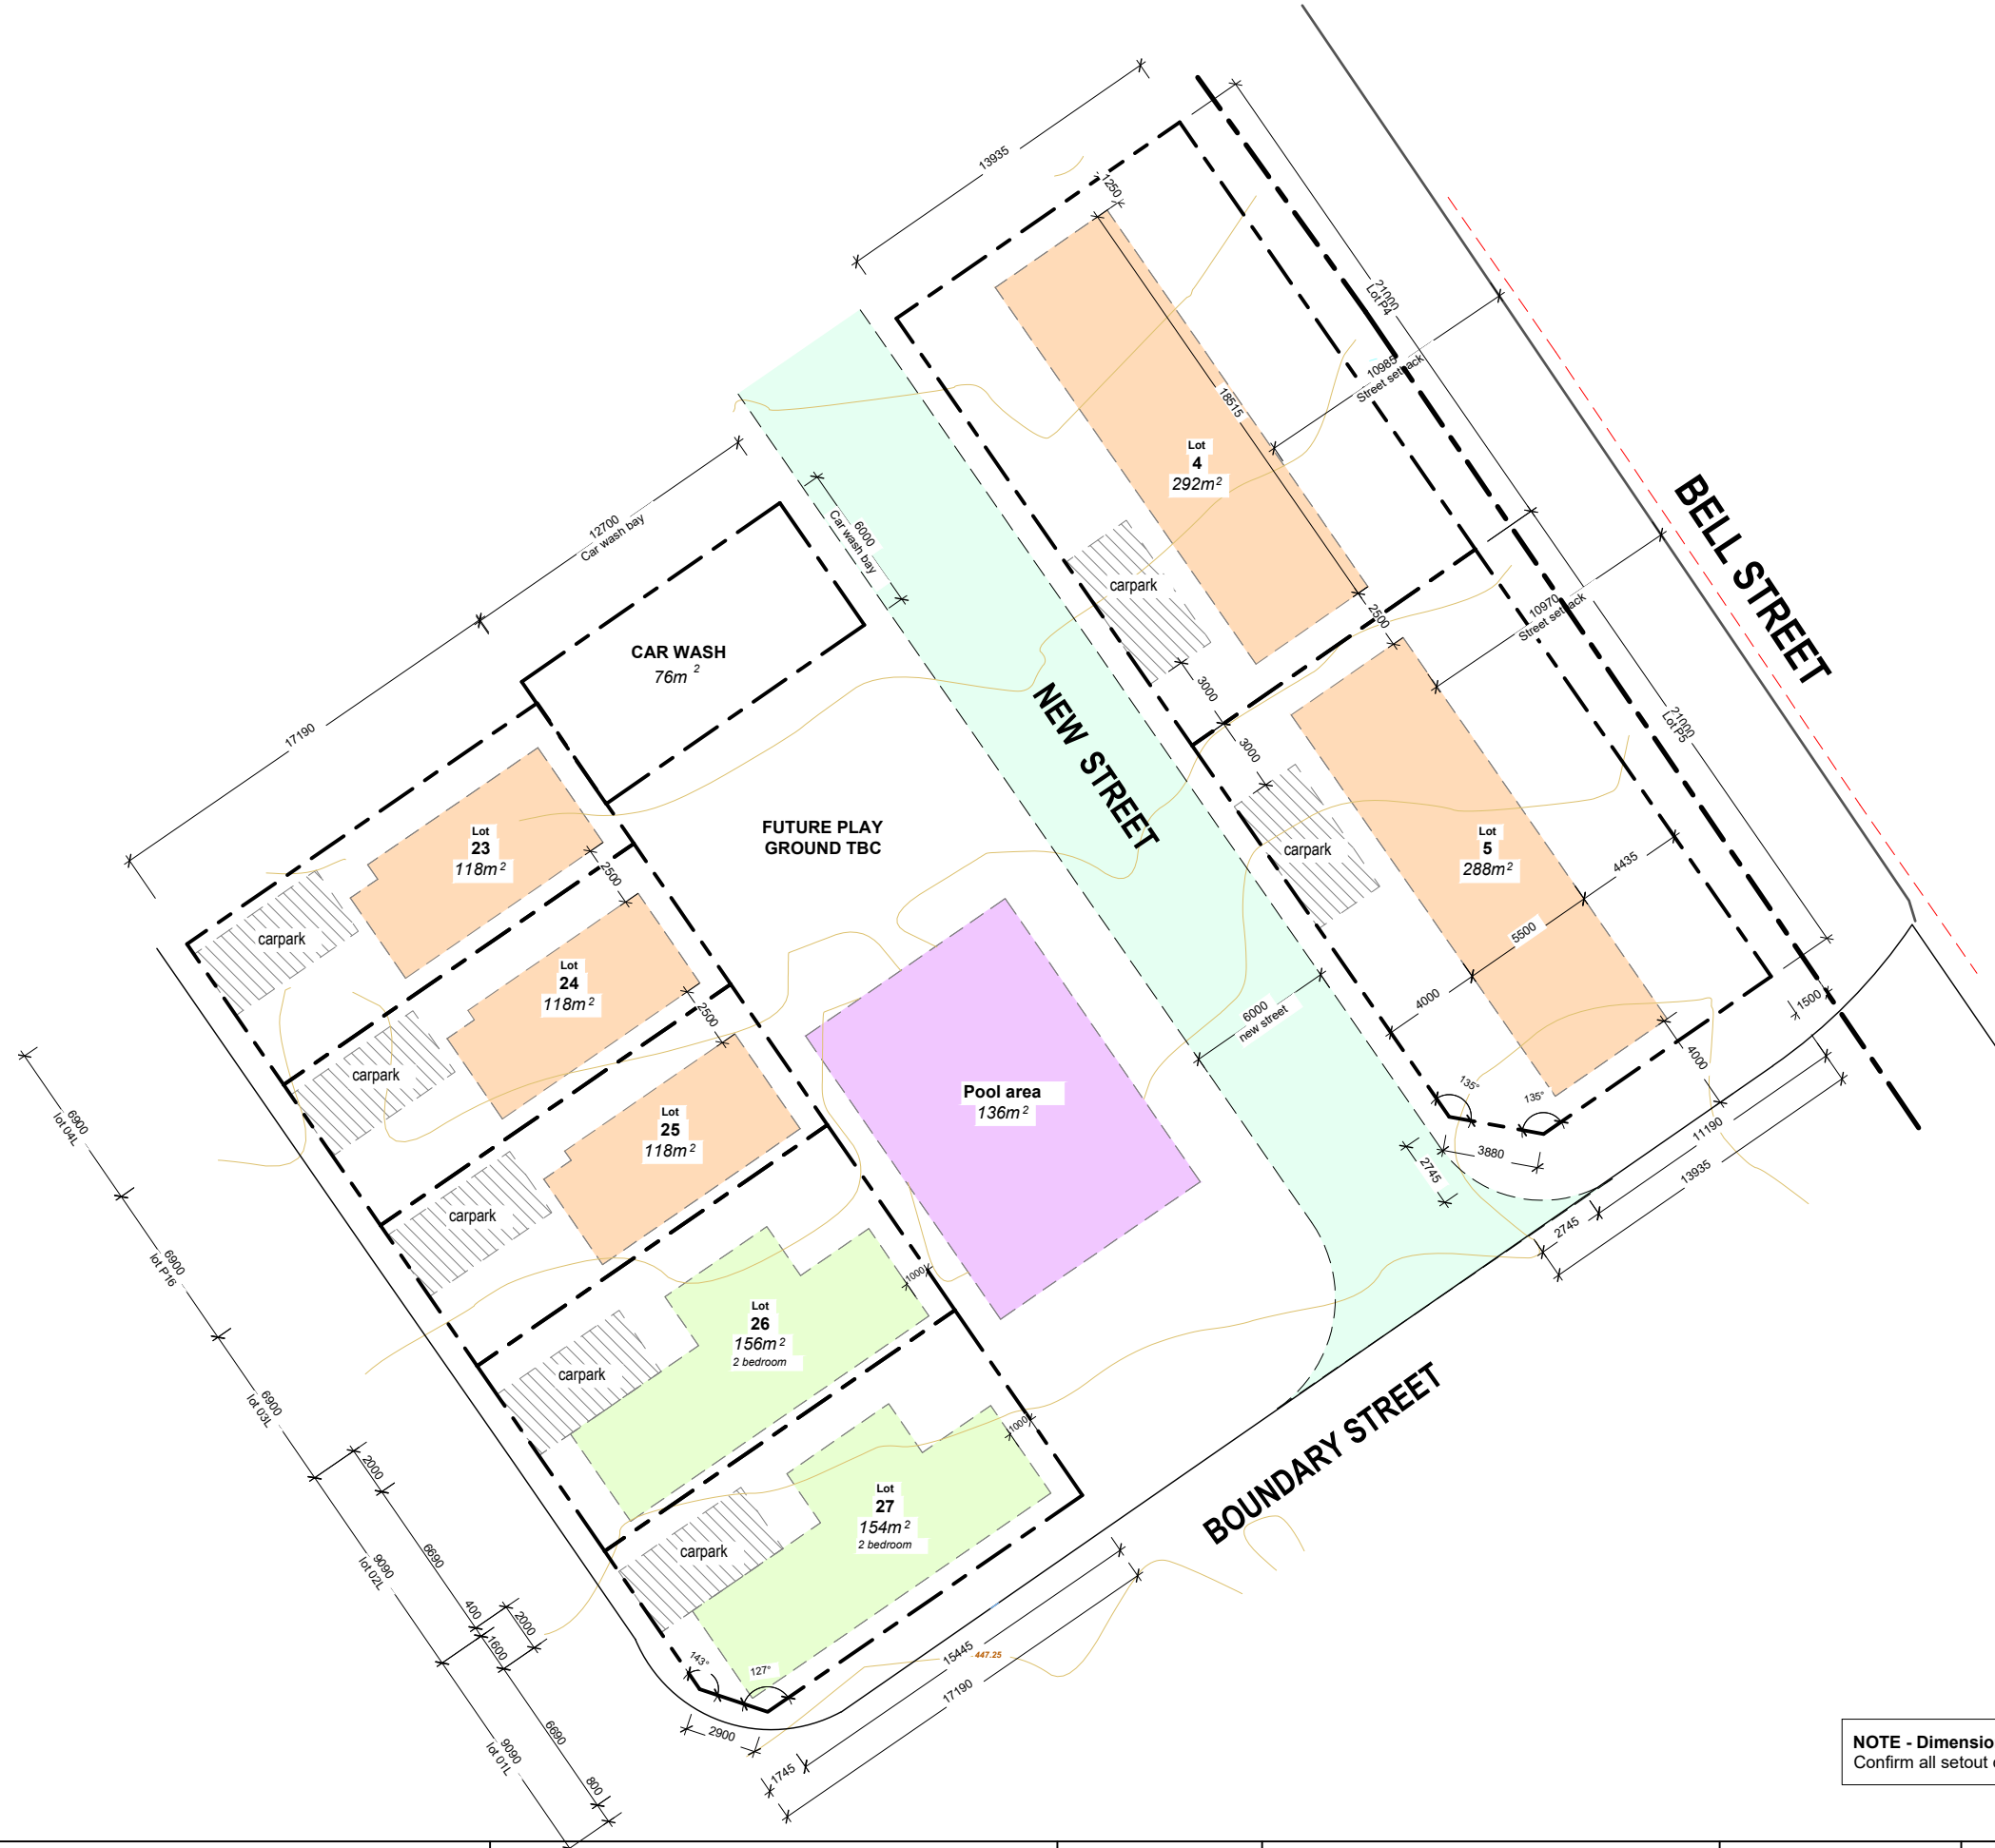 13935
1250
21000
Lot P4
10985
Street setback
18515
Lot
4
292m²
12700
Car wash bay
6000
Car wash bay
BELL STREET
carpark
2500
10970
Street setback
CAR WASH
76m²
3000
3000
NEW STREET
21000
Lot P5
17190
FUTURE PLAY
GROUND TBC
Lot
23
118m²
2500
carpark
Lot
5
288m²
4435
5500
4000
carpark
Lot
24
118m²
2500
carpark
6000
new street
1500
4000
Pool area
136m²
135°
135°
3880
2745
11190
13935
2745
6900
lot 04L
Lot
25
118m²
carpark
6900
lot P16
1000
Lot
26
156m²
2 bedroom
carpark
6900
lot 03L
1000
BOUNDARY STREET
2000
Lot
27
154m²
2 bedroom
carpark
9090
lot 02L
6690
400
1600
2000
143°
127°
15445
447.25
17190
2900
1745
9090
lot 01L
6690
800
NOTE - Dimensio
Confirm all setout